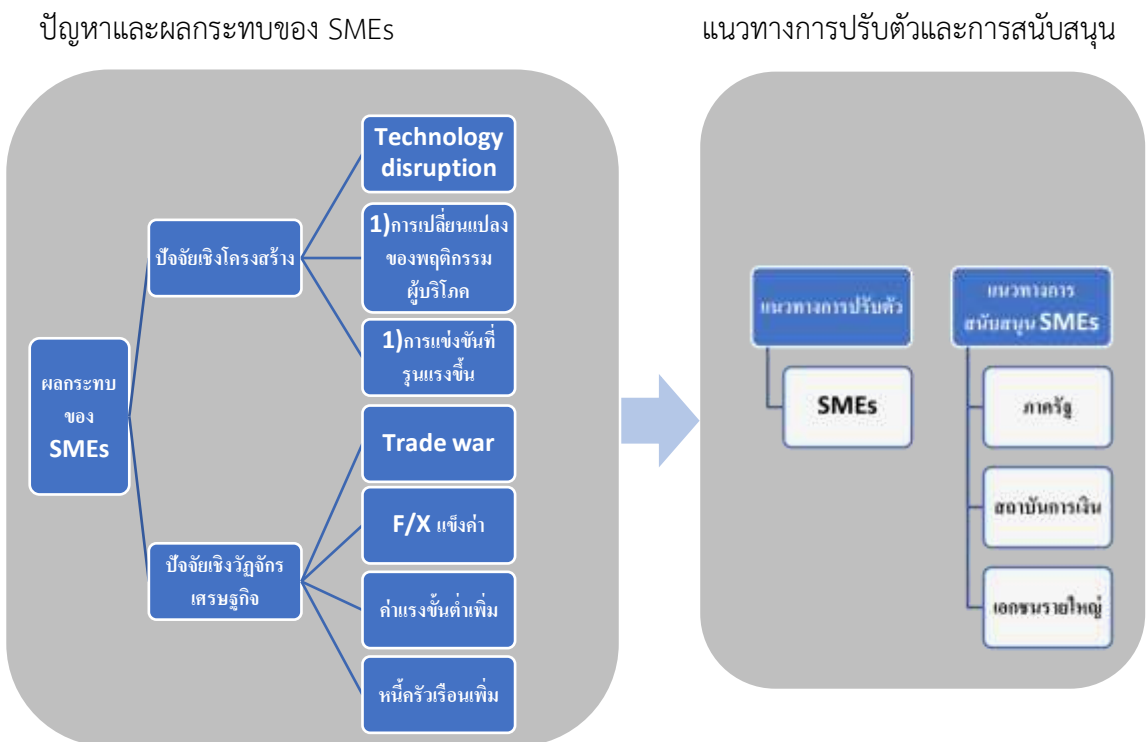 ปัญหาและผลกระทบของ SMEs
แนวทางการปรับตัวและการสนับสนุน
ผลกระทบ
ของ
SMEs
ปัจจัยเชิงโครงสร้าง
Technology
disruption
1)การเปลี่ยนแปลง
ของพฤติกรรม
ผู้บริโภค
1)การแข่งขันที่
รุนแรงขึ้น
ปัจจัยเชิงวัฏจักร
เศรษฐกิจ
Trade war
F/X แข็งค่า
ค่าแรงขั้นต่ำเพิ่ม
หนี้ครัวเรือนเพิ่ม
แนวทางการปรับตัว
SMEs
แนวทางการ
สนับสนุน SMEs
ภาครัฐ
สถาบันการเงิน
เอกชนรายใหญ่